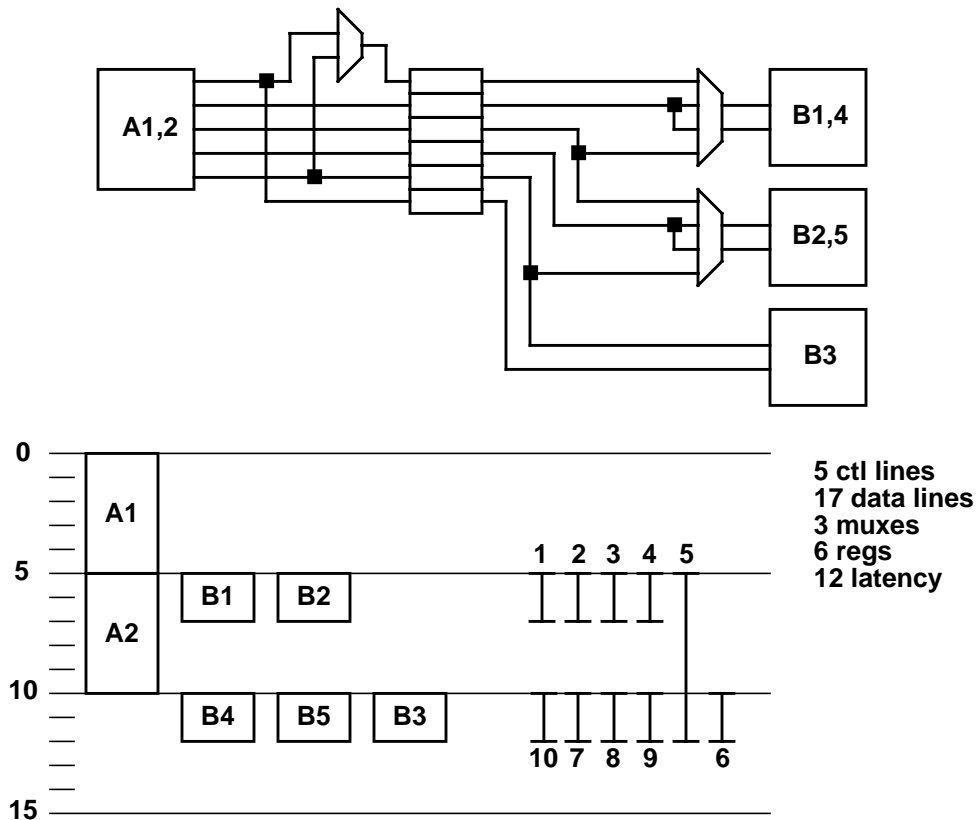 A1,2
B1,4
B2,5
B3
0
5 ctl lines
17 data lines
3 muxes
6 regs
12 latency
A1
1 2 3 4 5
5
B1 B2
A2
10
B4 B5 B3
10 7 8 9 6
15